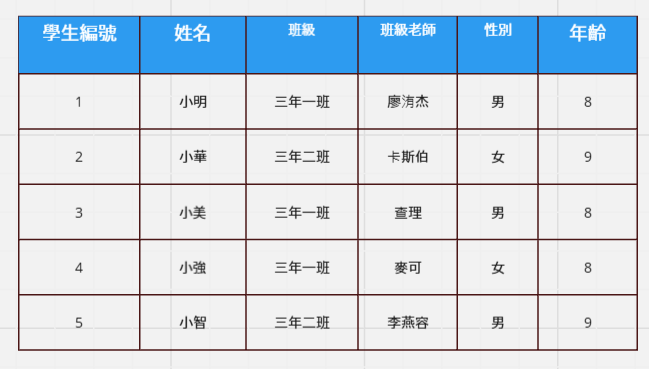 學生編號 姓名 班級 班級老師 性別 年齡
1 小明 三年一班 廖洧杰 男 8
2 小華 三年二班 卡斯伯 女 9
3 小美 三年一班 查理 男 8
4 小強 三年一班 麥可 女 8
5 小智 三年二班 李燕容 男 9